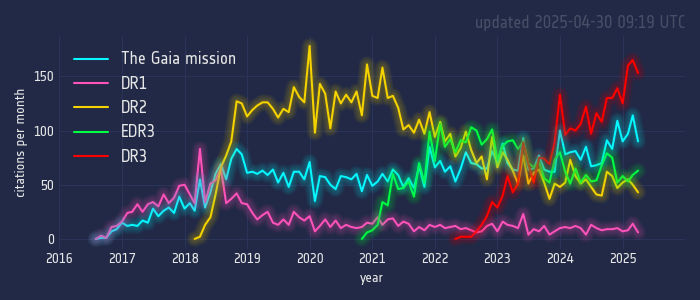 updated 2025-04-30 09:19 UTC
The Gaia mission
DR1
DR2
EDR3
DR3
citations per month
150
100
50
0
2016 2017 2018 2019 2020 2021 2022 2023 2024 2025
year